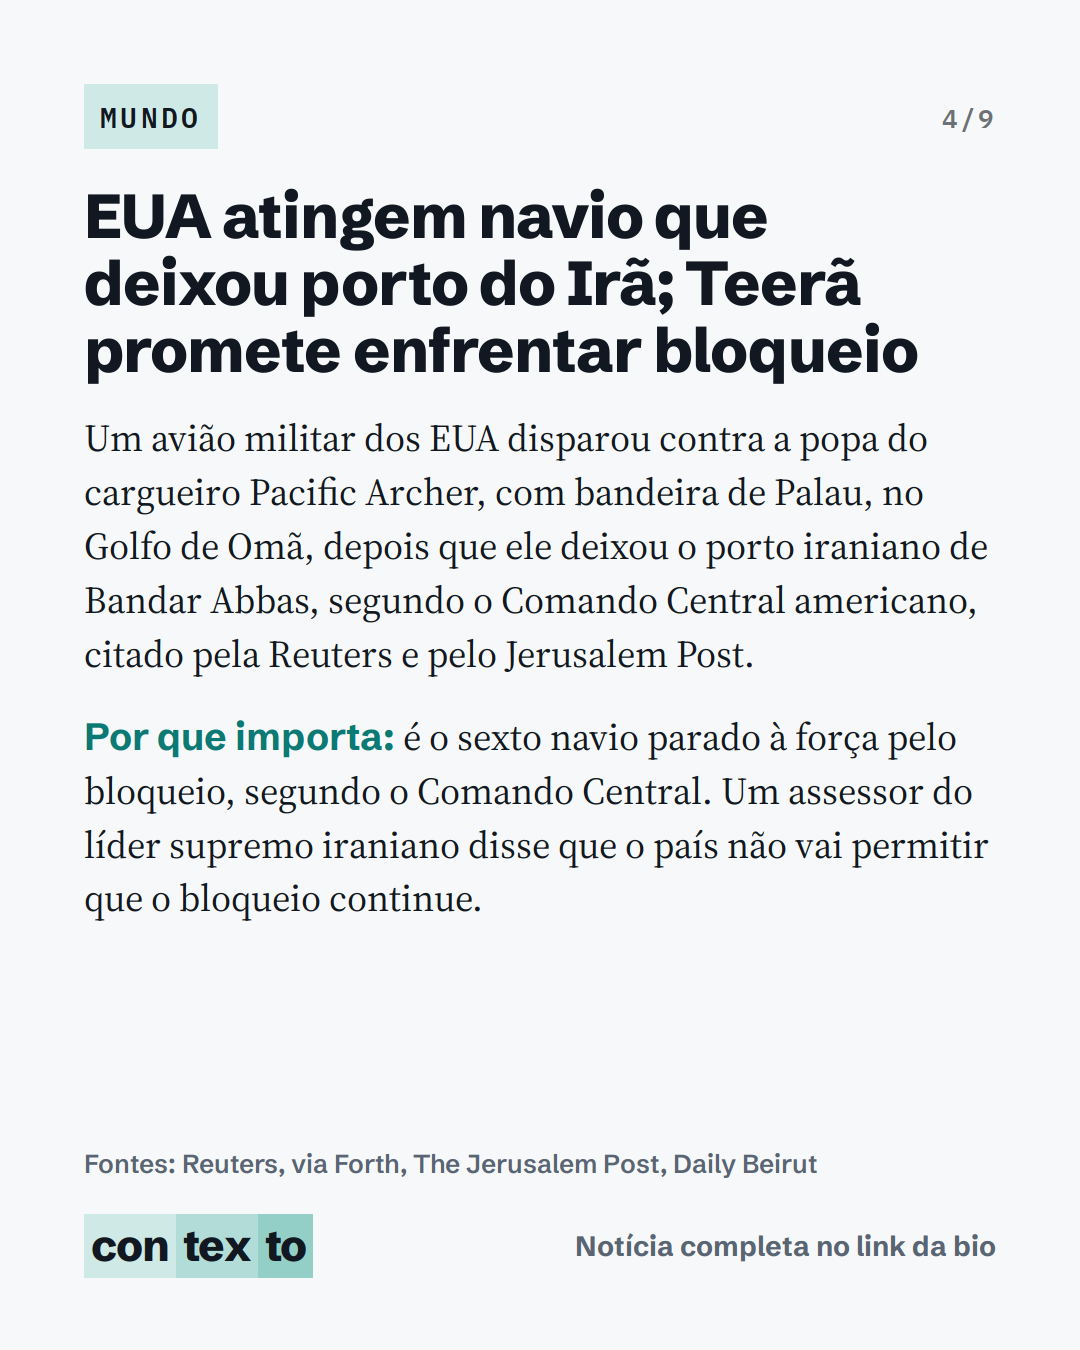 MUNDO
4/9
EUA atingem navio que
deixou porto do Irã; Teerã
promete enfrentar bloqueio
Um avião militar dos EUA disparou contra a popa do
cargueiro Pacific Archer, com bandeira de Palau, no
Golfo de Omã, depois que ele deixou o porto iraniano de
Bandar Abbas, segundo o Comando Central americano,
citado pela Reuters e pelo Jerusalem Post.
Por que importa: é o sexto navio parado à força pelo
bloqueio, segundo o Comando Central. Um assessor do
líder supremo iraniano disse que o país não vai permitir
que o bloqueio continue.
Fontes: Reuters, via Forth, The Jerusalem Post, Daily Beirut
contexto
Notícia completa no link da bio